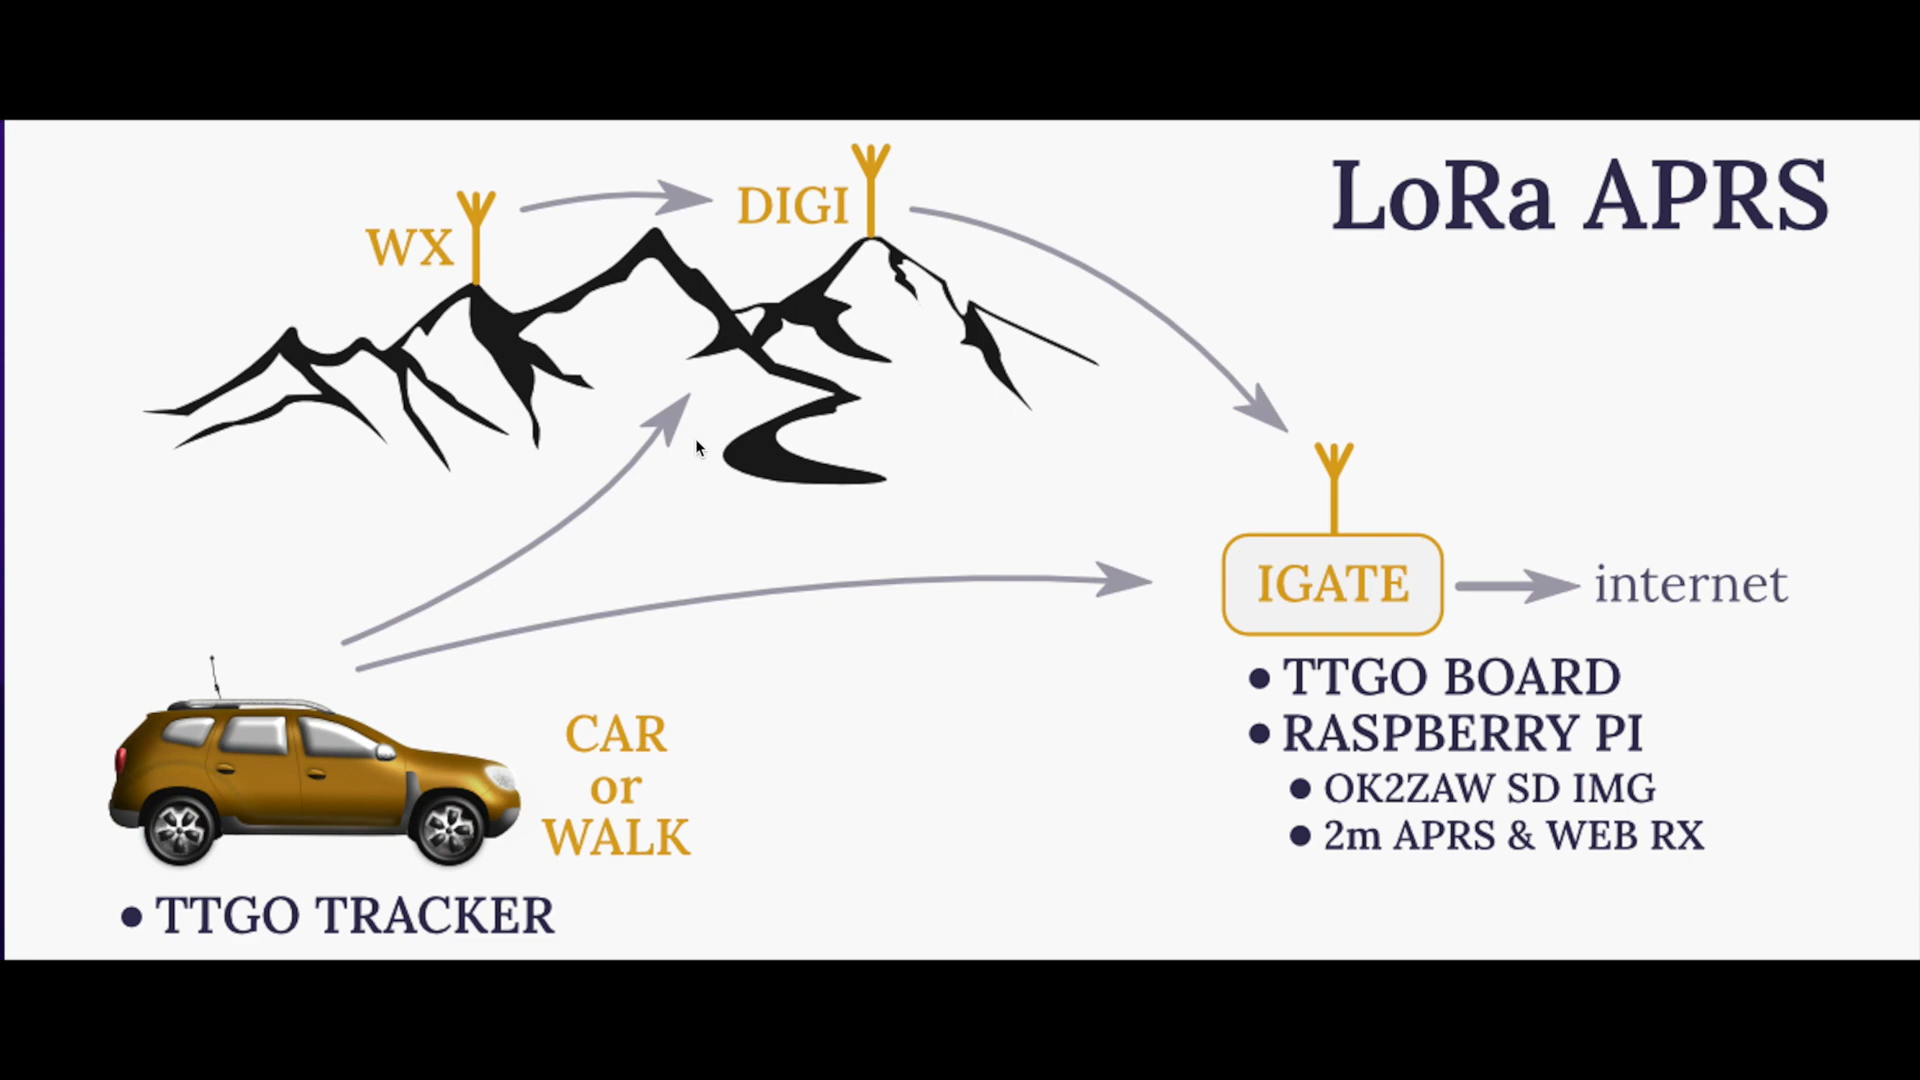 LoRa APRS
WX
DIGI
IGATE
internet
• TTGO BOARD
• RASPBERRY PI
• OK2ZAW SD IMG
• 2m APRS & WEB RX
CAR
or
WALK
• TTGO TRACKER